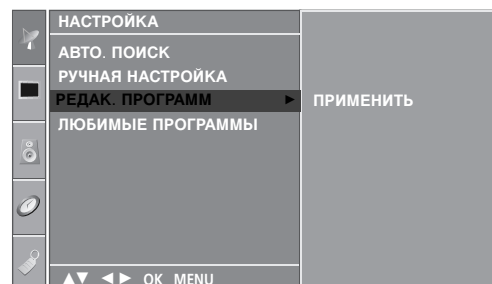 НАСТРОЙКА
АВТО. ПОИСК
РУЧНАЯ НАСТРОЙКА
РЕДАК. ПРОГРАММ ►
ПРИМЕНИТЬ
ЛЮБИМЫЕ ПРОГРАММЫ
▲▼ ◄► OK MENU